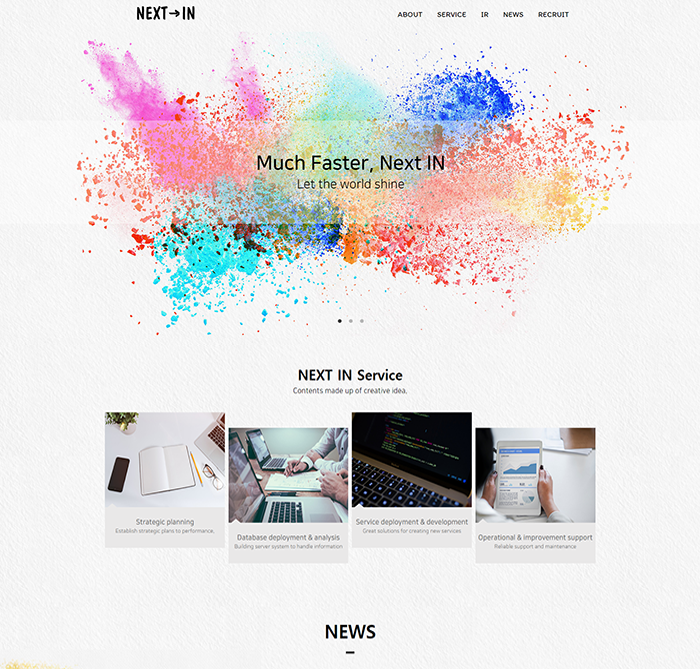 NEXT→IN
ABOUT SERVICE IR NEWS RECRUIT
Much Faster, Next IN
Let the world shine
NEXT IN Service
Contents made up of creative idea.
Strategic planning
Establish strategic plans to performance.
Database deployment & analysis
Building server system to handle information
Service deployment & development
Great solutions for creating new services
Operational & improvement support
Reliable support and maintenance
NEWS